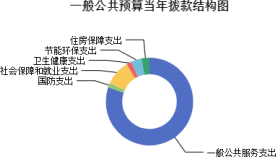 一般公共预算当年拨款结构图
住房保障支出
节能环保支出
卫生健康支出
社会保障和就业支出
国防支出
一般公共服务支出